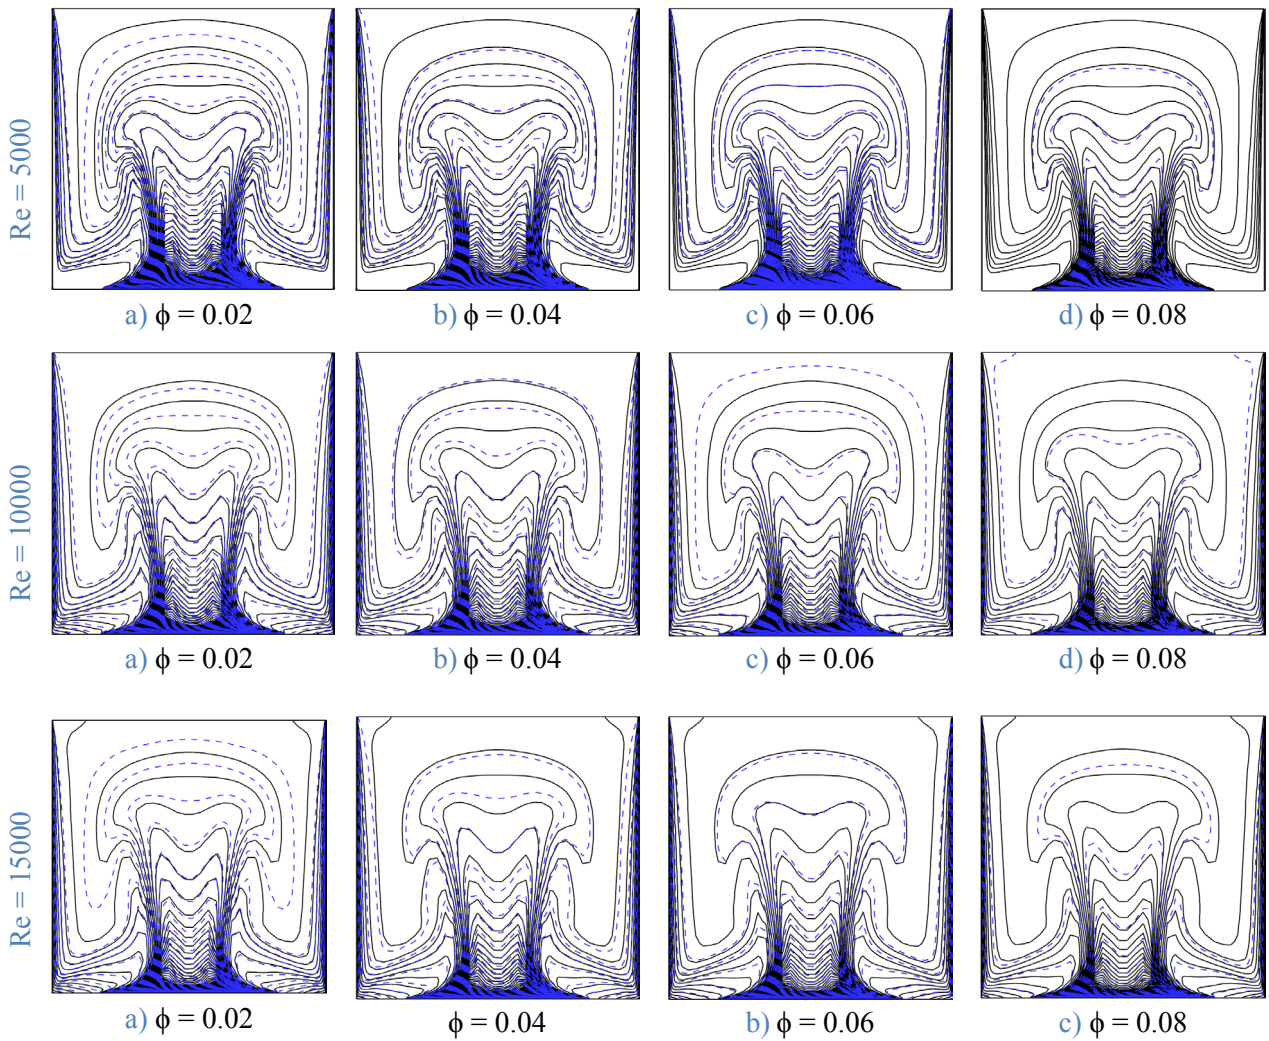 Re = 5000
a) ϕ = 0.02
b) ϕ = 0.04
c) ϕ = 0.06
d) ϕ = 0.08
Re = 10000
a) ϕ = 0.02
b) ϕ = 0.04
c) ϕ = 0.06
d) ϕ = 0.08
Re = 15000
a) ϕ = 0.02
ϕ = 0.04
b) ϕ = 0.06
c) ϕ = 0.08